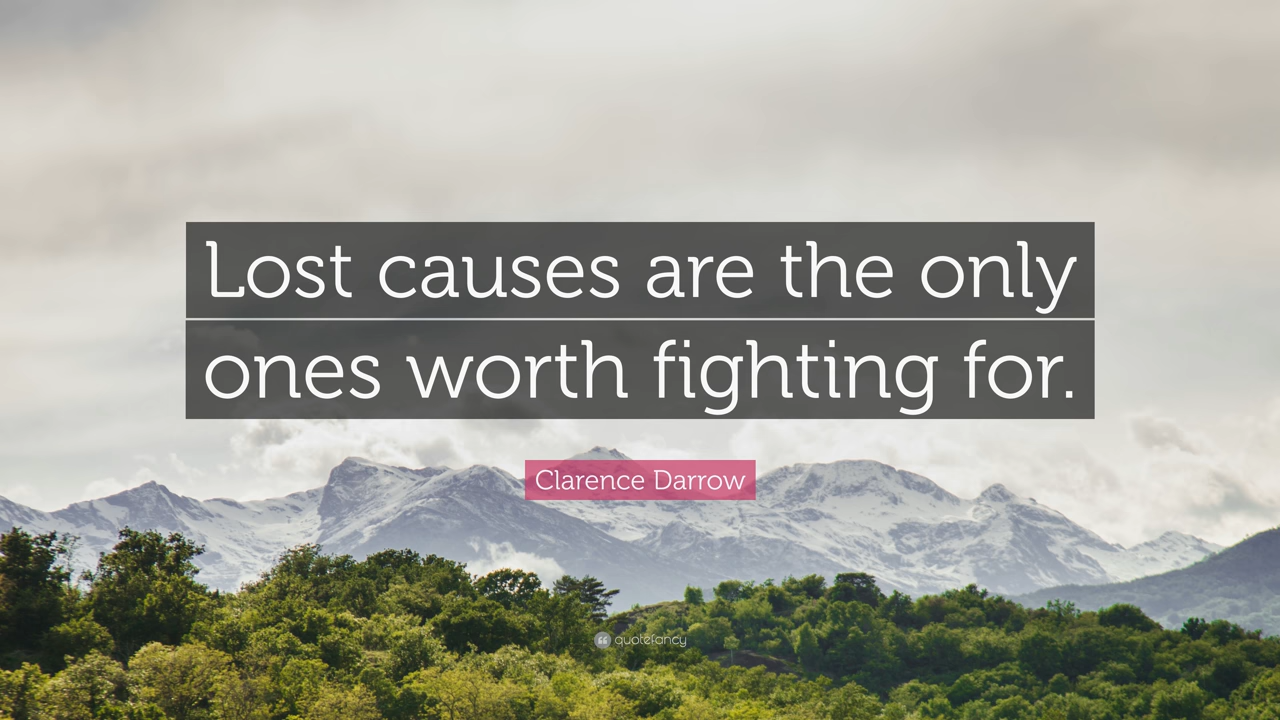 Lost causes are the only
ones worth fighting for.
Clarence Darrow
quotefancy